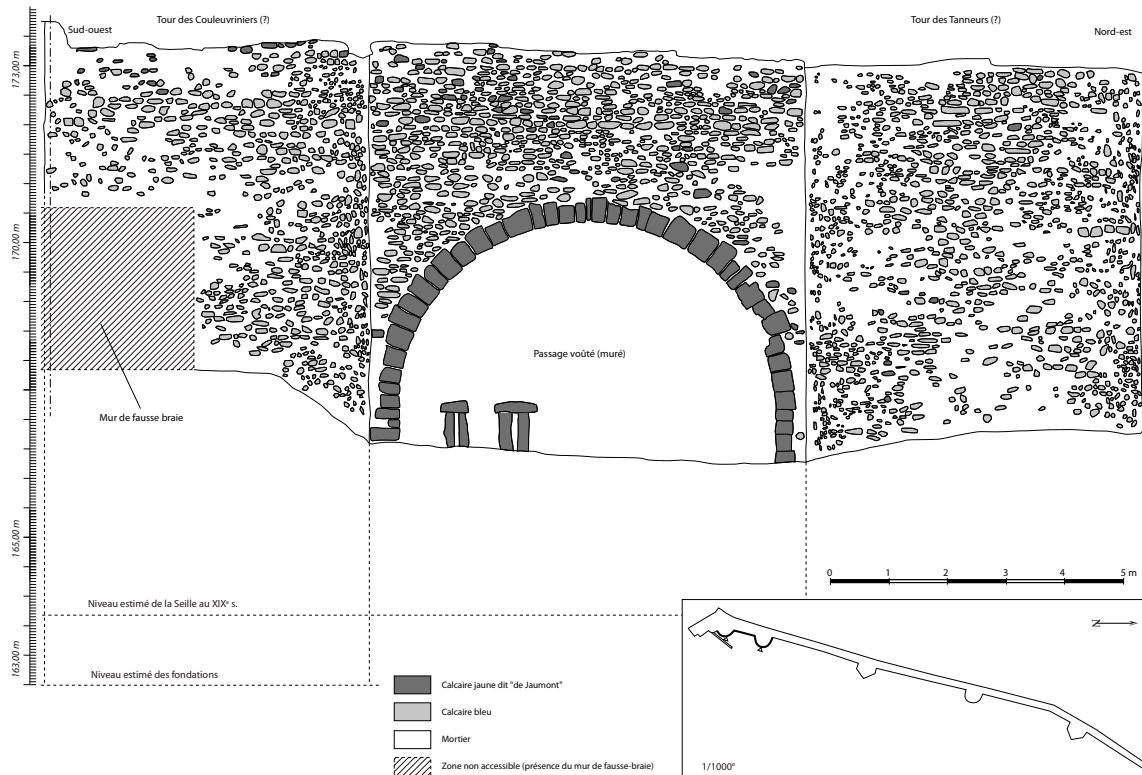 Tour des Couleuvriniers (?)
Tour des Tanneurs (?)
Sud-ouest
Nord-est
173,00 m
170,00 m
Passage voûté (muré)
Mur de fausse braie
165,00 m
0 1 2 3 4 5 m
Niveau estimé de la Seille au XIXe s.
163,00 m
Niveau estimé des fondations
Calcaire jaune dit "de Jaumont"
Calcaire bleu
Mortier
Zone non accessible (présence du mur de fausse-braie)
N
1/1000°